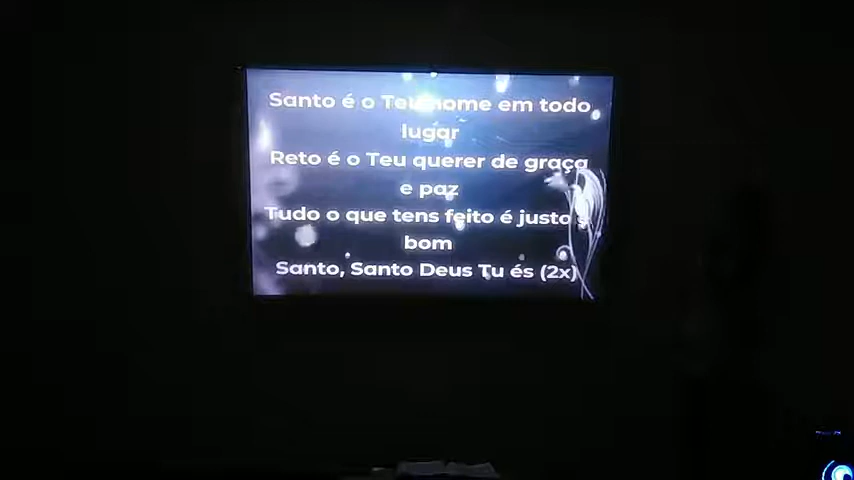 Santo é o Teu nome em todo
lugar
Reto é o Teu querer de graça
e paz
Tudo o que tens feito é justo e
bom
Santo, Santo Deus Tu és (2x)